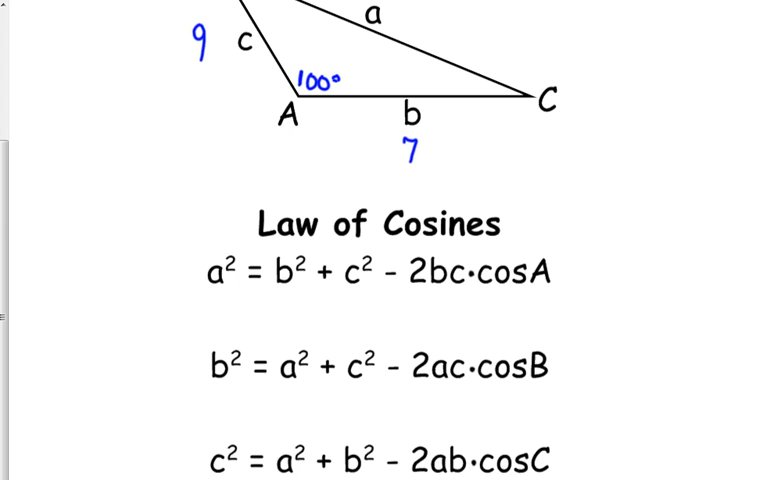 a
9 c
100°
A
b
C
7
Law of Cosines
a² = b² + c² - 2bc·cosA
b² = a² + c² - 2ac·cosB
c² = a² + b² - 2ab·cosC